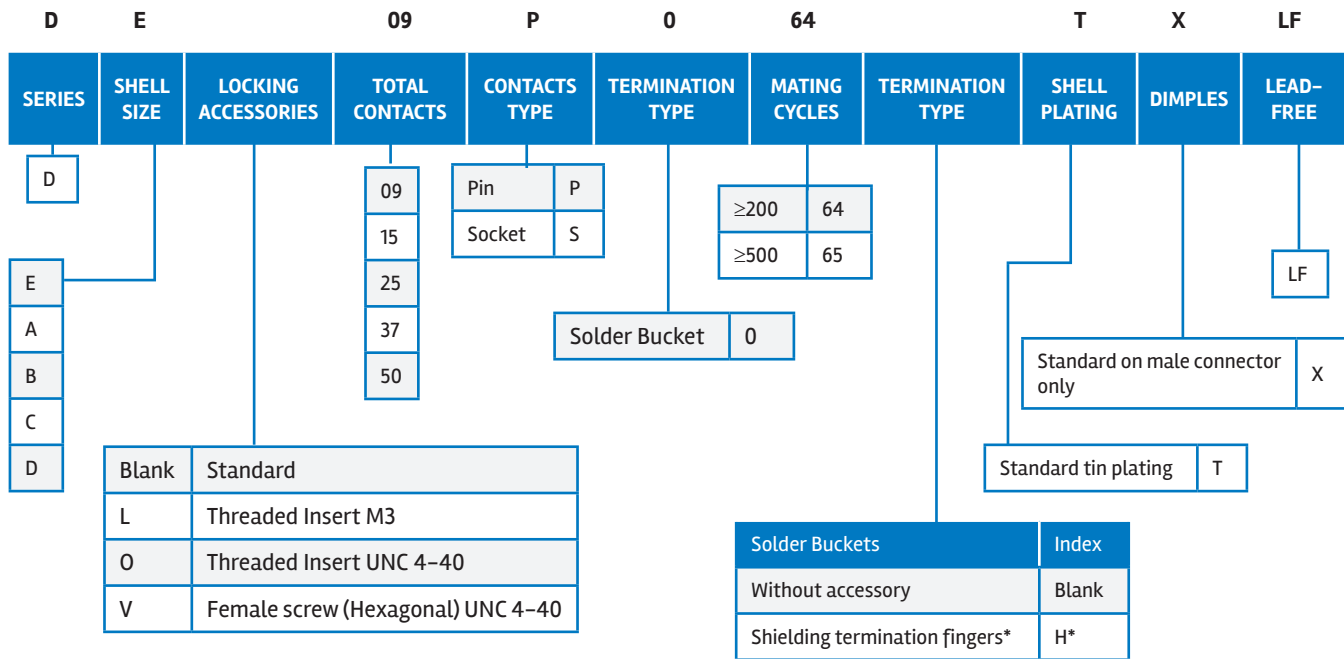 D E 09 P 0 64 T X LF
SERIES
SHELL SIZE
LOCKING ACCESSORIES
TOTAL CONTACTS
CONTACTS TYPE
TERMINATION TYPE
MATING CYCLES
TERMINATION TYPE
SHELL PLATING
DIMPLES
LEAD-FREE
D
E
A
B
C
D
Blank Standard
L Threaded Insert M3
O Threaded Insert UNC 4-40
V Female screw (Hexagonal) UNC 4-40
09
15
25
37
50
Pin P
Socket S
Solder Bucket 0
≥200 64
≥500 65
Solder Buckets Index
Without accessory Blank
Shielding termination fingers* H*
Standard tin plating T
Standard on male connector
only
X
LF